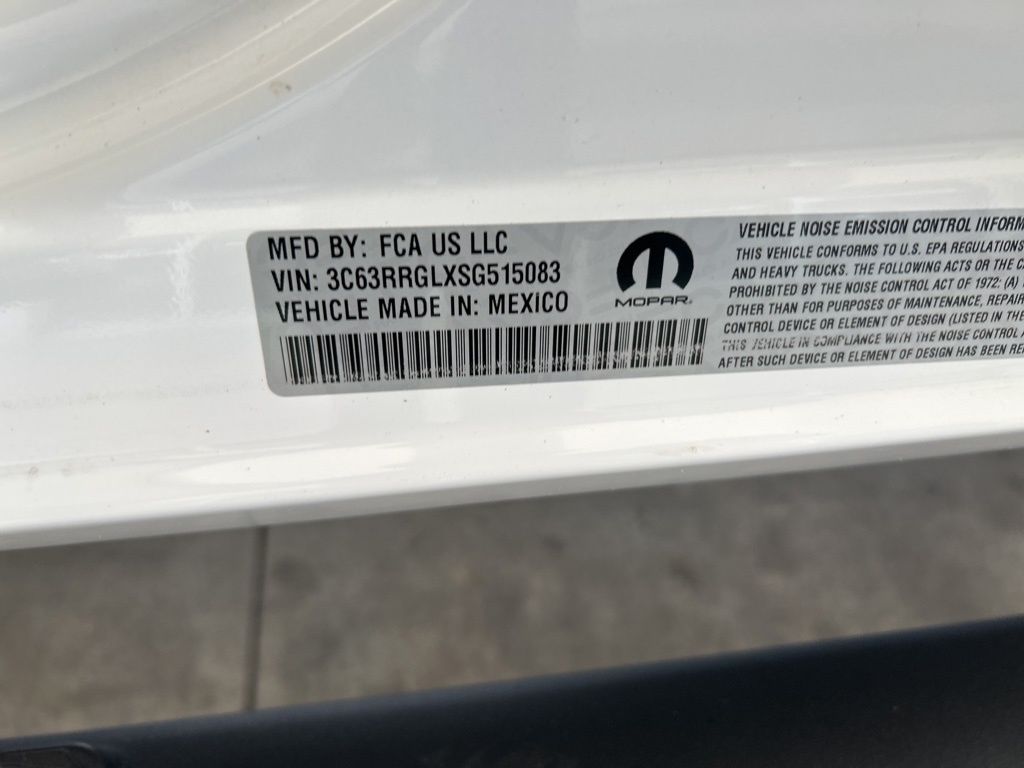 MFD BY: FCA US LLC
VIN: 3C63RRGLXSG515083
VEHICLE MADE IN: MEXICO
MOPAR
VEHICLE NOISE EMISSION CONTROL INFORM
THIS VEHICLE CONFORMS TO U.S. EPA REGULATIONS
AND HEAVY TRUCKS. THE FOLLOWING ACTS OR THE C
PROHIBITED BY THE NOISE CONTROL ACT OF 1972: (A)
OTHER THAN FOR PURPOSES OF MAINTENANCE, REPAIR
CONTROL DEVICE OR ELEMENT OF DESIGN (LISTED IN THE
THIS VEHICLE IN COMPLIANCE WITH THE NOISE CONTROL
AFTER SUCH DEVICE OR ELEMENT OF DESIGN HAS BEEN REM